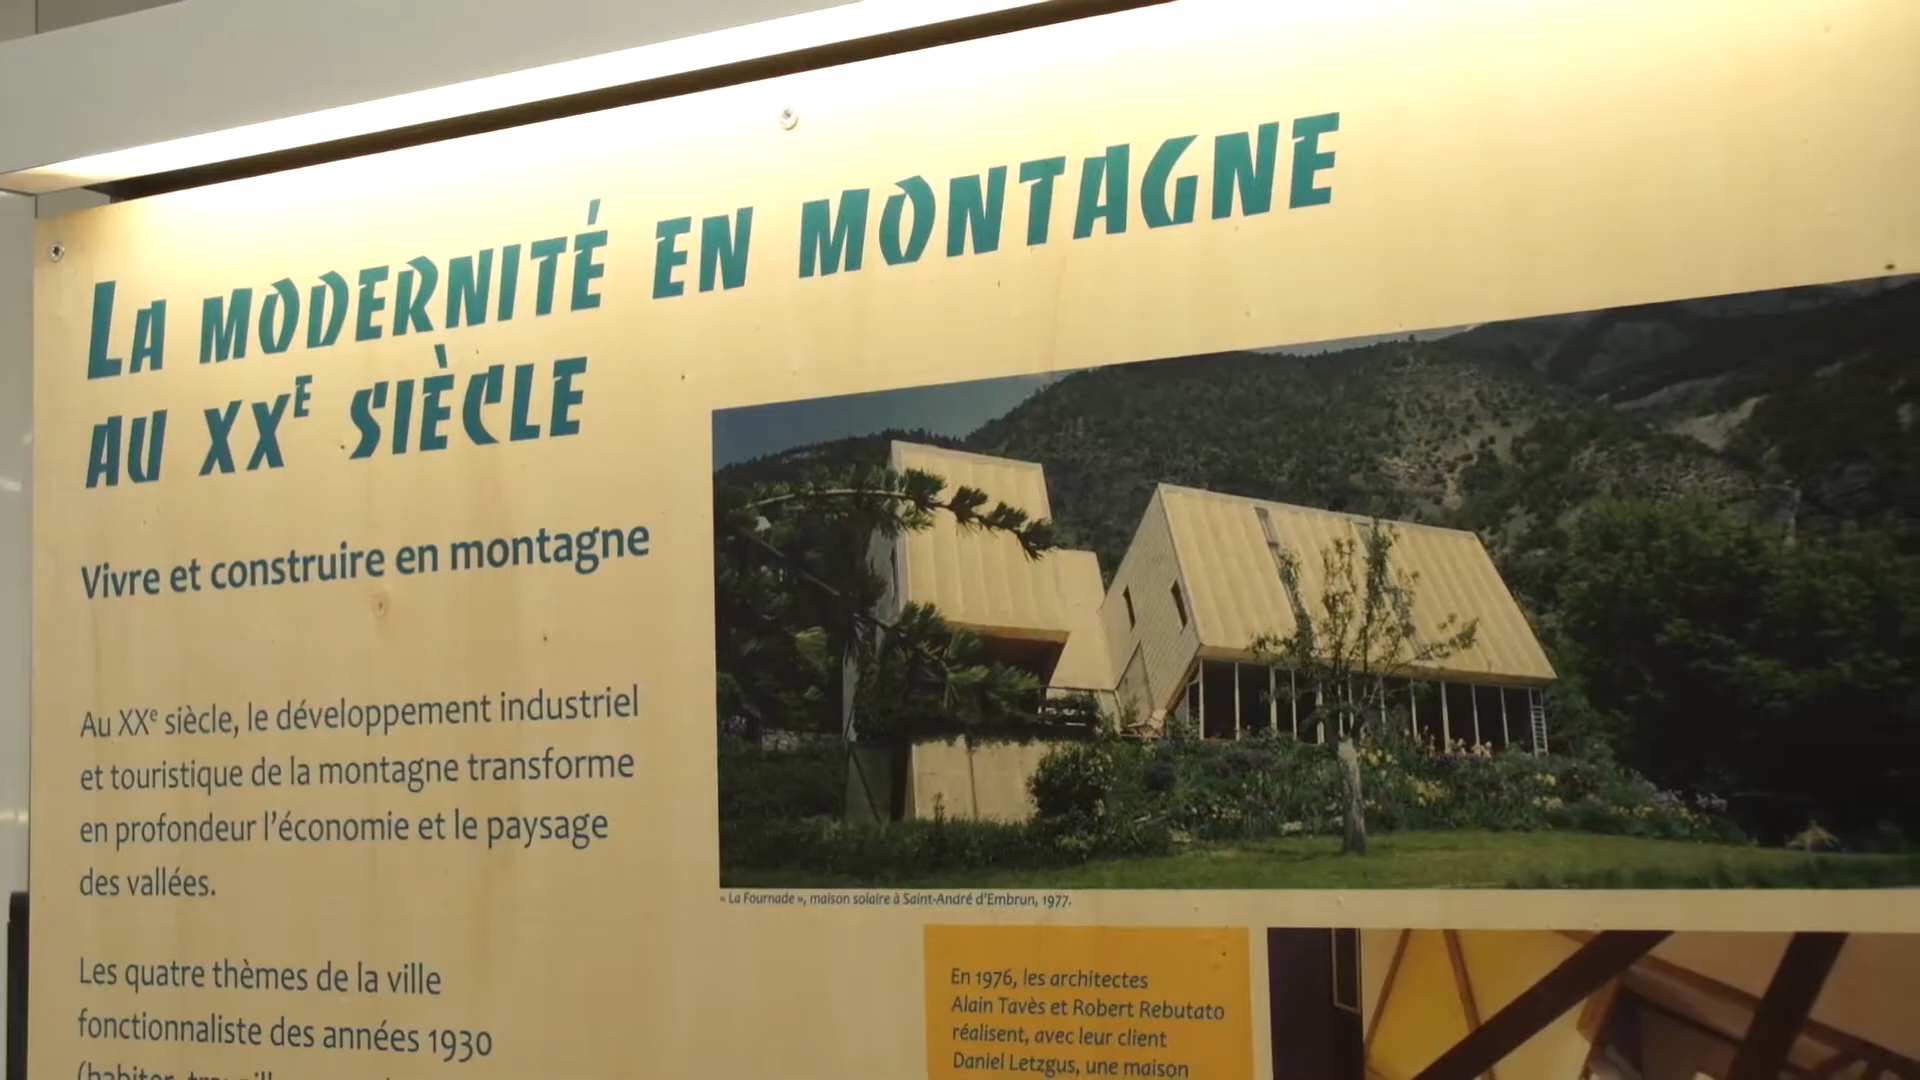 La modernité en montagne
au XXe siècle
Vivre et construire en montagne
Au XXe siècle, le développement industriel
et touristique de la montagne transforme
en profondeur l'économie et le paysage
des vallées.
Les quatre thèmes de la ville
fonctionnaliste des années 1930
« La Fournade », maison solaire à Saint-André d'Embrun, 1977.
En 1976, les architectes
Alain Tavès et Robert Rebutato
réalisent, avec leur client
Daniel Letzgus, une maison